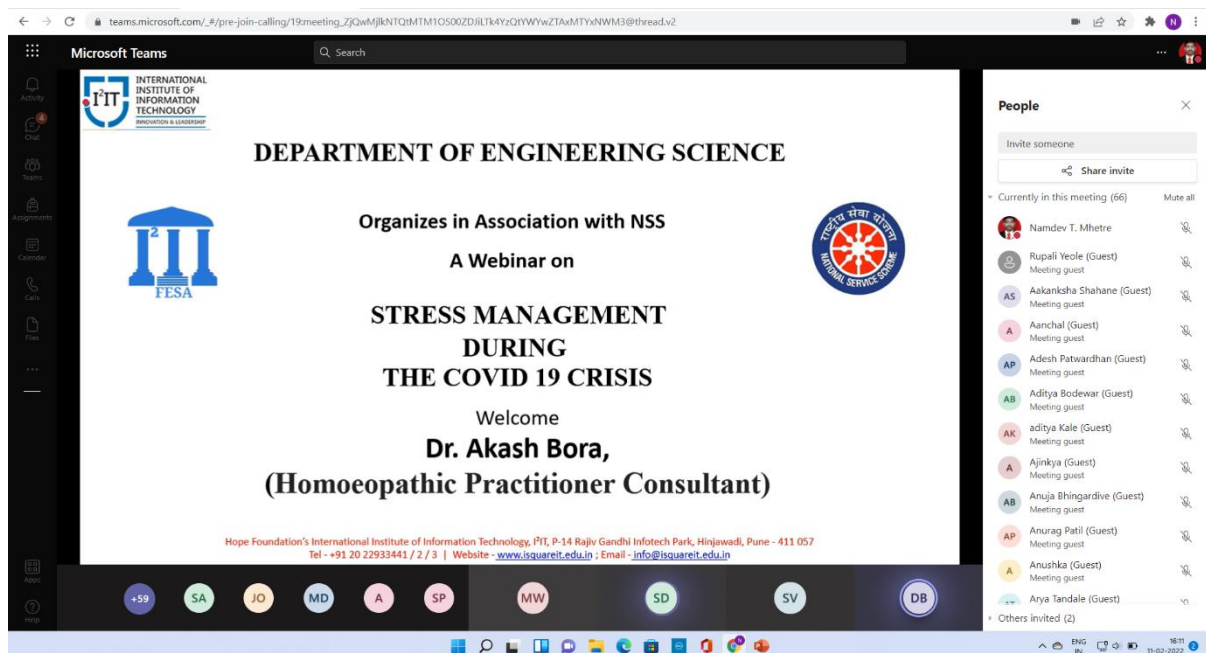 teams.microsoft.com/_#/pre-join-calling/19:meeting_ZjQwMjlkNTQtMTM1OS00ZDJiLTk4YzQtYWYwZTAxMTYxNWM3@thread.v2
N
Microsoft Teams
Search
Activity
4
Chat
Teams
Assignments
Calendar
Calls
Files
Apps
Help
I²IT
INTERNATIONAL
INSTITUTE OF
INFORMATION
TECHNOLOGY
INNOVATION & LEADERSHIP
DEPARTMENT OF ENGINEERING SCIENCE
I²IT
FESA
Organizes in Association with NSS
A Webinar on
राष्ट्रीय सेवा योजना
NATIONAL SERVICE SCHEME
STRESS MANAGEMENT
DURING
THE COVID 19 CRISIS
Welcome
Dr. Akash Bora,
(Homoeopathic Practitioner Consultant)
Hope Foundation's International Institute of Information Technology, I²IT, P-14 Rajiv Gandhi Infotech Park, Hinjawadi, Pune - 411 057
Tel - +91 20 22933441 / 2 / 3 | Website - www.isquareit.edu.in ; Email - info@isquareit.edu.in
+59 SA JO MD A SP MW SD SV DB
People
Invite someone
Share invite
Currently in this meeting (66) Mute all
Namdev T. Mhetre
Rupali Yeole (Guest)
Meeting guest
AS Aakanksha Shahane (Guest)
Meeting guest
A Aanchal (Guest)
Meeting guest
AP Adesh Patwardhan (Guest)
Meeting guest
AB Aditya Bodewar (Guest)
Meeting guest
AK aditya Kale (Guest)
Meeting guest
A Ajinkya (Guest)
Meeting guest
AB Anuja Bhingardive (Guest)
Meeting guest
AP Anurag Patil (Guest)
Meeting guest
A Anushka (Guest)
Meeting guest
Arya Tandale (Guest)
Others invited (2)
ENG
IN
16:11
11-02-2022
2